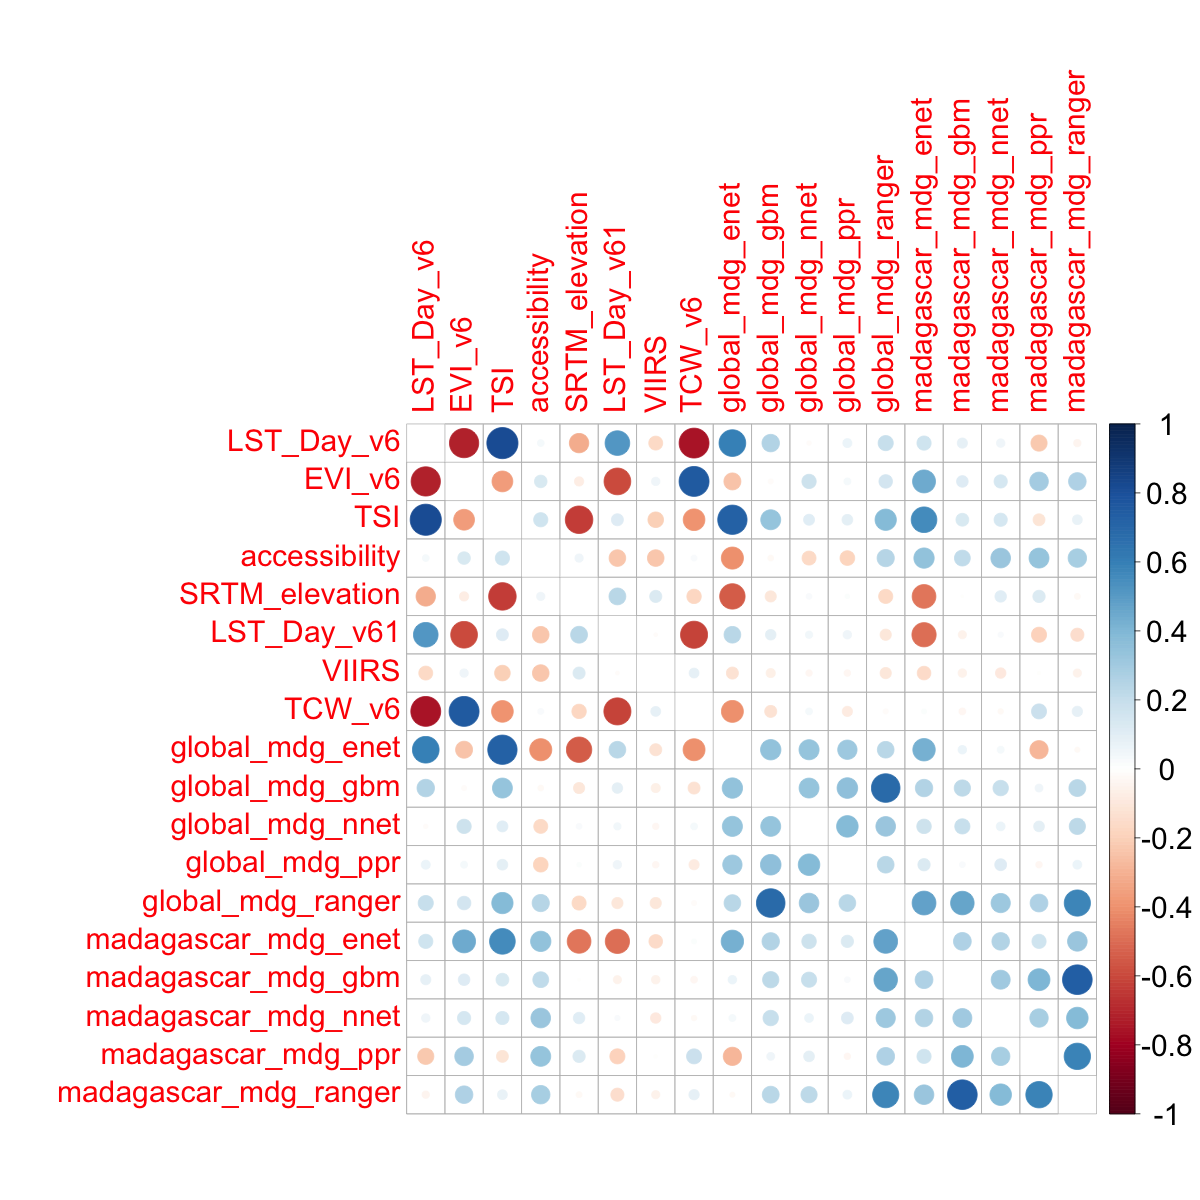 LST_Day_v6
EVI_v6
TSI
accessibility
SRTM_elevation
LST_Day_v61
VIIRS
TCW_v6
global_mdg_enet
global_mdg_gbm
global_mdg_nnet
global_mdg_ppr
global_mdg_ranger
madagascar_mdg_enet
madagascar_mdg_gbm
madagascar_mdg_nnet
madagascar_mdg_ppr
madagascar_mdg_ranger
LST_Day_v6
EVI_v6
TSI
accessibility
SRTM_elevation
LST_Day_v61
VIIRS
TCW_v6
global_mdg_enet
global_mdg_gbm
global_mdg_nnet
global_mdg_ppr
global_mdg_ranger
madagascar_mdg_enet
madagascar_mdg_gbm
madagascar_mdg_nnet
madagascar_mdg_ppr
madagascar_mdg_ranger
1
0.8
0.6
0.4
0.2
0
-0.2
-0.4
-0.6
-0.8
-1